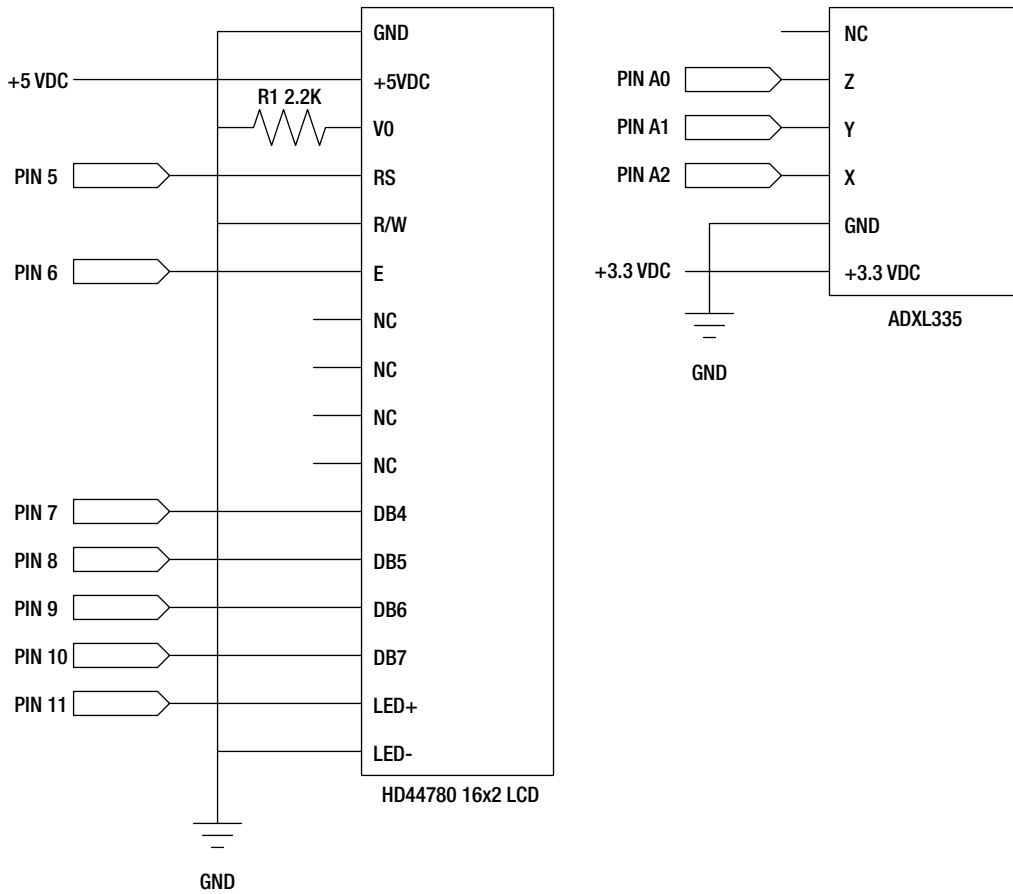 GND
+5 VDC
+5VDC
R1 2.2K
V0
PIN 5
RS
R/W
PIN 6
E
NC
NC
NC
NC
PIN 7
DB4
PIN 8
DB5
PIN 9
DB6
PIN 10
DB7
PIN 11
LED+
LED-
HD44780 16x2 LCD
GND
NC
PIN A0
Z
PIN A1
Y
PIN A2
X
GND
+3.3 VDC
+3.3 VDC
ADXL335
GND